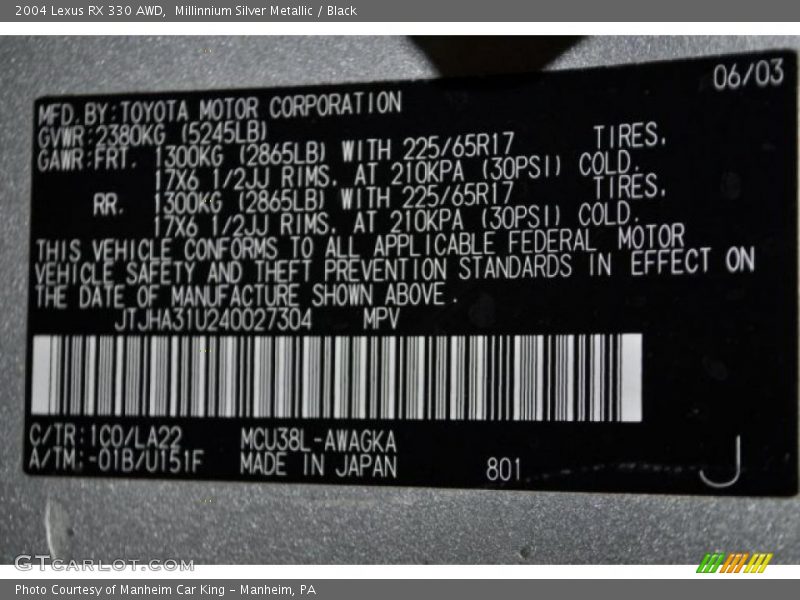 2004 Lexus RX 330 AWD,  Millinnium Silver Metallic / Black
06/03
MFD.BY:TOYOTA MOTOR CORPORATION
GVWR:2380KG (5245LB)
GAWR:FRT. 1300KG (2865LB) WITH 225/65R17 TIRES,
17X6 1/2JJ RIMS, AT 210KPA (30PSI) COLD.
RR. 1300KG (2865LB) WITH 225/65R17 TIRES,
17X6 1/2JJ RIMS, AT 210KPA (30PSI) COLD.
THIS VEHICLE CONFORMS TO ALL APPLICABLE FEDERAL MOTOR
VEHICLE SAFETY AND THEFT PREVENTION STANDARDS IN EFFECT ON
THE DATE OF MANUFACTURE SHOWN ABOVE.
JTJHA31U240027304 MPV
C/TR:1C0/LA22 MCU38L-AWAGKA
A/TM:-01B/U151F MADE IN JAPAN 801 J
GTCARLOT.COM
Photo Courtesy of Manheim Car King - Manheim, PA